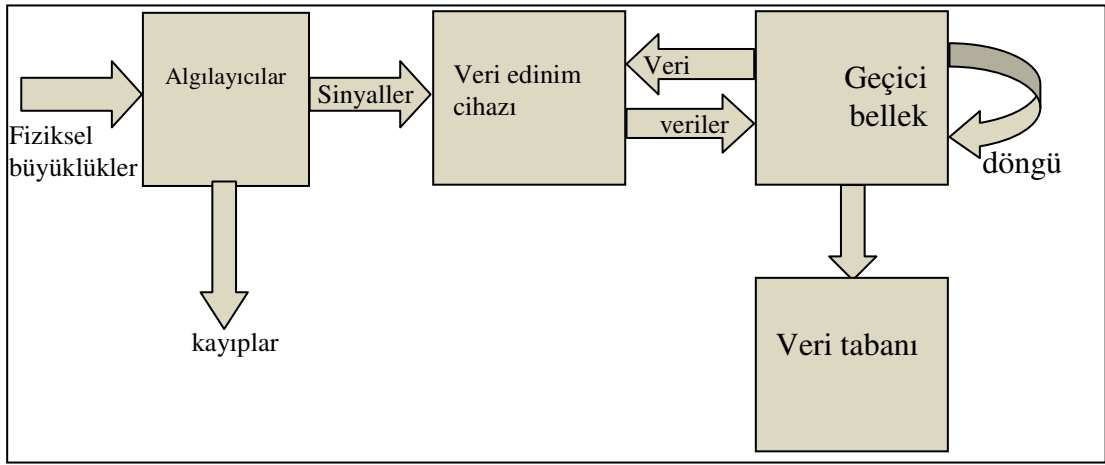 Fiziksel
büyüklükler
Algılayıcılar
kayıplar
Sinyaller
Veri edinim
cihazı
Veri
veriler
Geçici
bellek
döngü
Veri tabanı